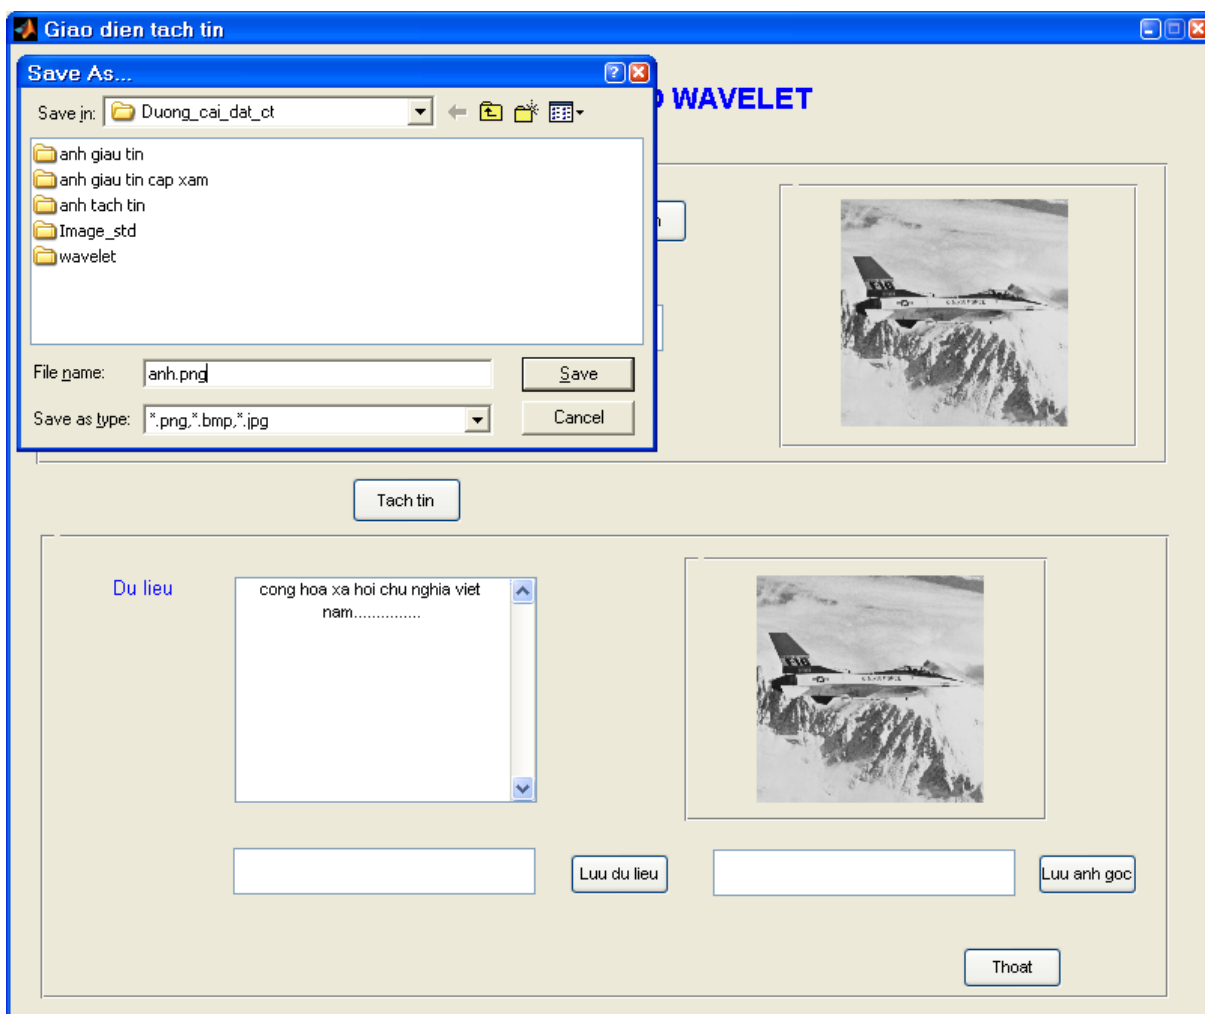 Giao dien tach tin
Save As...
WAVELET
Save in: Duong_cai_dat_ct
anh giau tin
anh giau tin cap xam
anh tach tin
Image_std
wavelet
File name: anh.png Save
Save as type: *.png,*.bmp,*.jpg Cancel
Tach tin
Du lieu
cong hoa xa hoi chu nghia viet
nam...............
Luu du lieu
Luu anh goc
Thoat